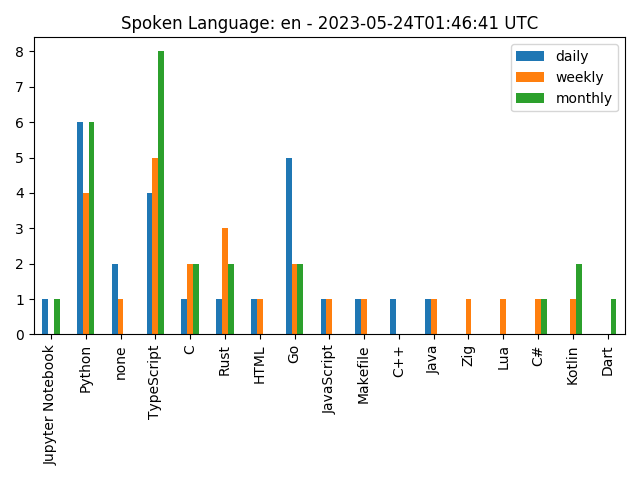 Spoken Language: en - 2023-05-24T01:46:41 UTC
daily
weekly
monthly
8
7
6
5
4
3
2
1
0
Jupyter Notebook
Python
none
TypeScript
C
Rust
HTML
Go
JavaScript
Makefile
C++
Java
Zig
Lua
C#
Kotlin
Dart